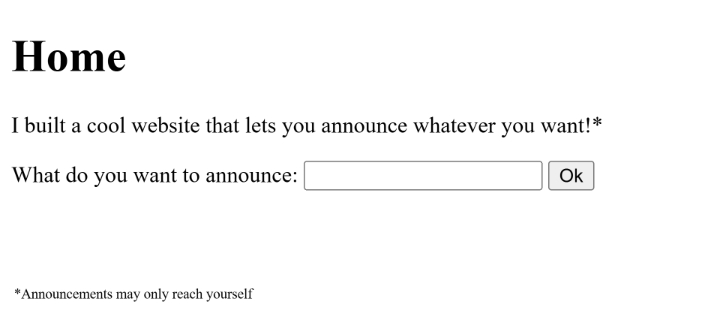 Home
I built a cool website that lets you announce whatever you want!*
What do you want to announce: Ok
*Announcements may only reach yourself